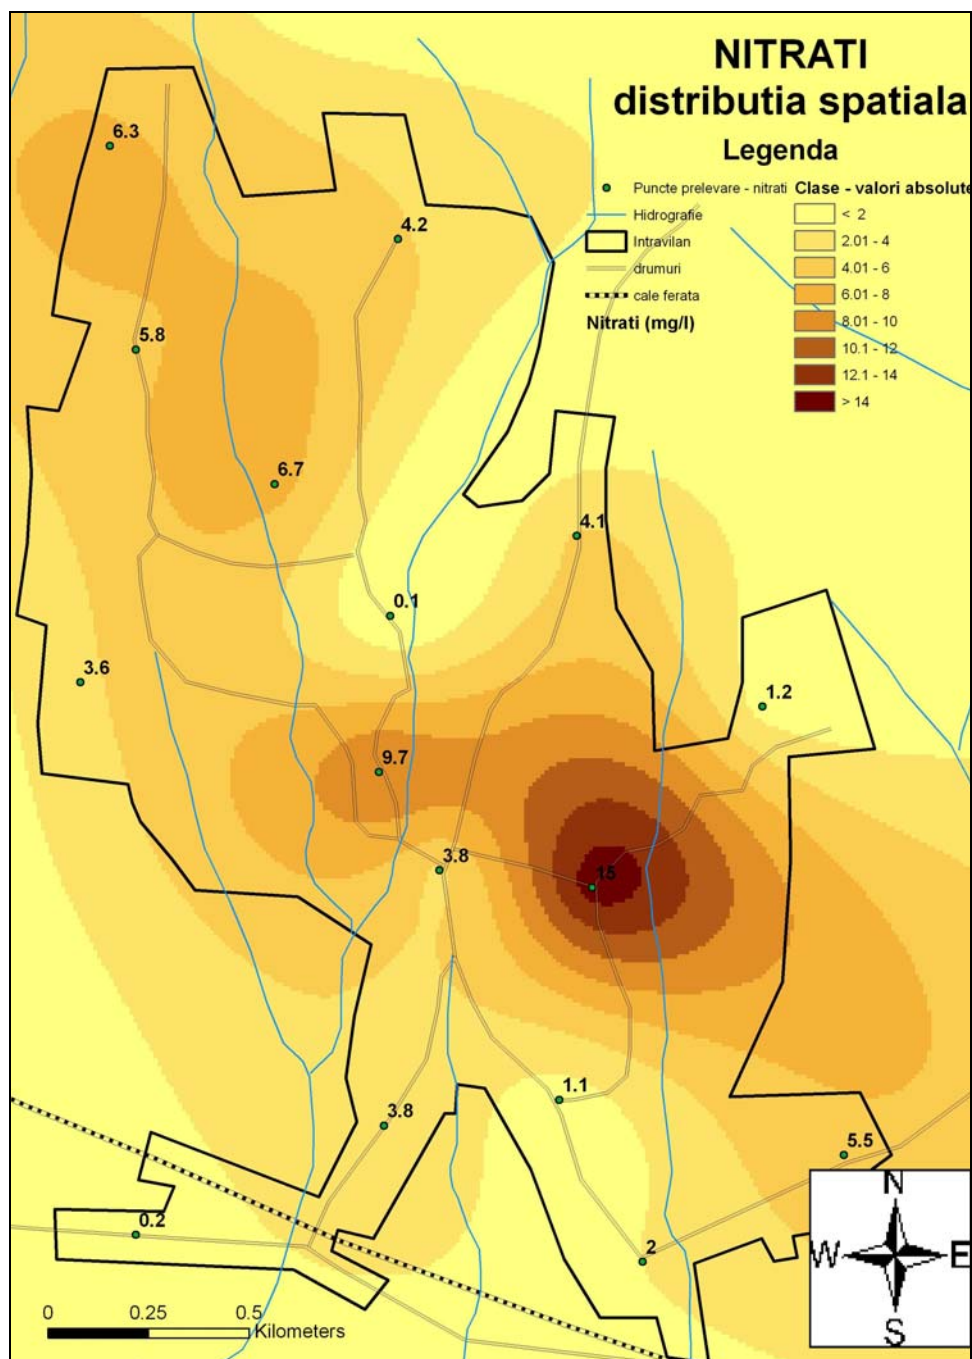 NITRATI
distributia spatiala
Legenda
Puncte prelevare - nitrati
Hidrografie
Intravilan
drumuri
cale ferata
Nitrati (mg/l)
Clase - valori absolute
< 2
2.01 - 4
4.01 - 6
6.01 - 8
8.01 - 10
10.1 - 12
12.1 - 14
> 14
6.3
4.2
5.8
6.7
4.1
0.1
3.6
1.2
9.7
3.8
15
1.1
3.8
5.5
0.2
2
N
W E
S
0 0.25 0.5
Kilometers